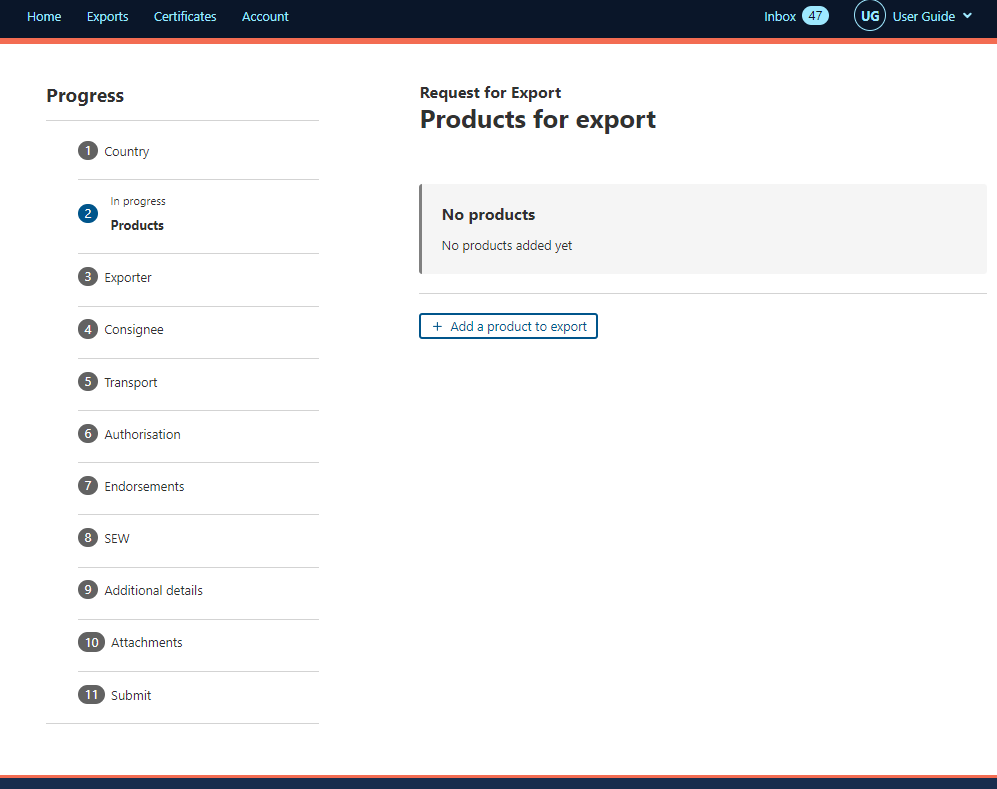 Home Exports Certificates Account Inbox 47 UG User Guide
Progress
1 Country
2 In progress
Products
3 Exporter
4 Consignee
5 Transport
6 Authorisation
7 Endorsements
8 SEW
9 Additional details
10 Attachments
11 Submit
Request for Export
Products for export
No products
No products added yet
+ Add a product to export